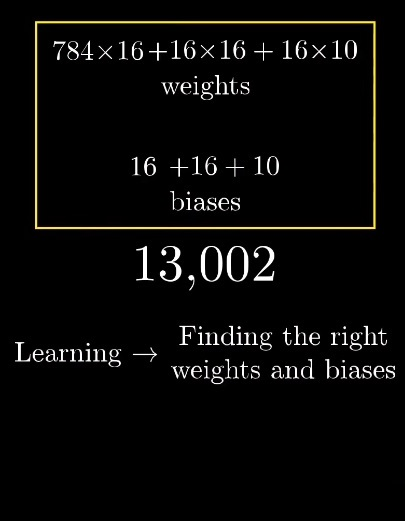 784×16+16×16 + 16×10
weights
16 +16 + 10
biases
13,002
Learning → Finding the right
weights and biases